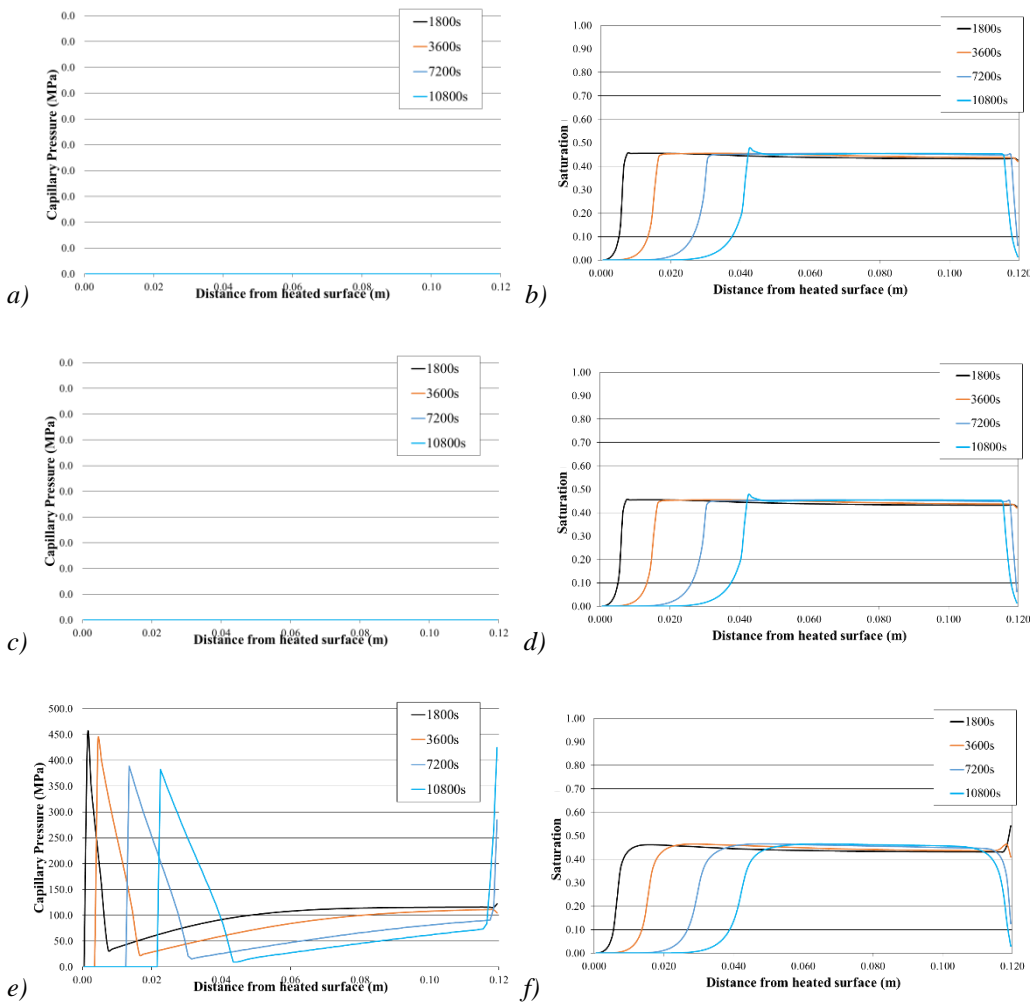 Capillary Pressure (MPa)
0.0
0.0
0.0
0.0
0.0
0.0
0.0
0.0
0.0
0.0
0.0
0.00 0.02 0.04 0.06 0.08 0.10 0.12
Distance from heated surface (m)
1800s
3600s
7200s
10800s
a)
Saturation
1.00
0.90
0.80
0.70
0.60
0.50
0.40
0.30
0.20
0.10
0.00
0.000 0.020 0.040 0.060 0.080 0.100 0.120
Distance from heated surface (m)
1800s
3600s
7200s
10800s
b)
Capillary Pressure (MPa)
0.0
0.0
0.0
0.0
0.0
0.0
0.0
0.0
0.0
0.0
0.0
0.00 0.02 0.04 0.06 0.08 0.10 0.12
Distance from heated surface (m)
1800s
3600s
7200s
10800s
c)
Saturation
1.00
0.90
0.80
0.70
0.60
0.50
0.40
0.30
0.20
0.10
0.00
0.000 0.020 0.040 0.060 0.080 0.100 0.120
Distance from heated surface (m)
1800s
3600s
7200s
10800s
d)
Capillary Pressure (MPa)
500.0
450.0
400.0
350.0
300.0
250.0
200.0
150.0
100.0
50.0
0.0
0.00 0.02 0.04 0.06 0.08 0.10 0.12
Distance from heated surface (m)
1800s
3600s
7200s
10800s
e)
Saturation
1.00
0.90
0.80
0.70
0.60
0.50
0.40
0.30
0.20
0.10
0.00
0.000 0.020 0.040 0.060 0.080 0.100 0.120
Distance from heated surface (m)
1800s
3600s
7200s
10800s
f)